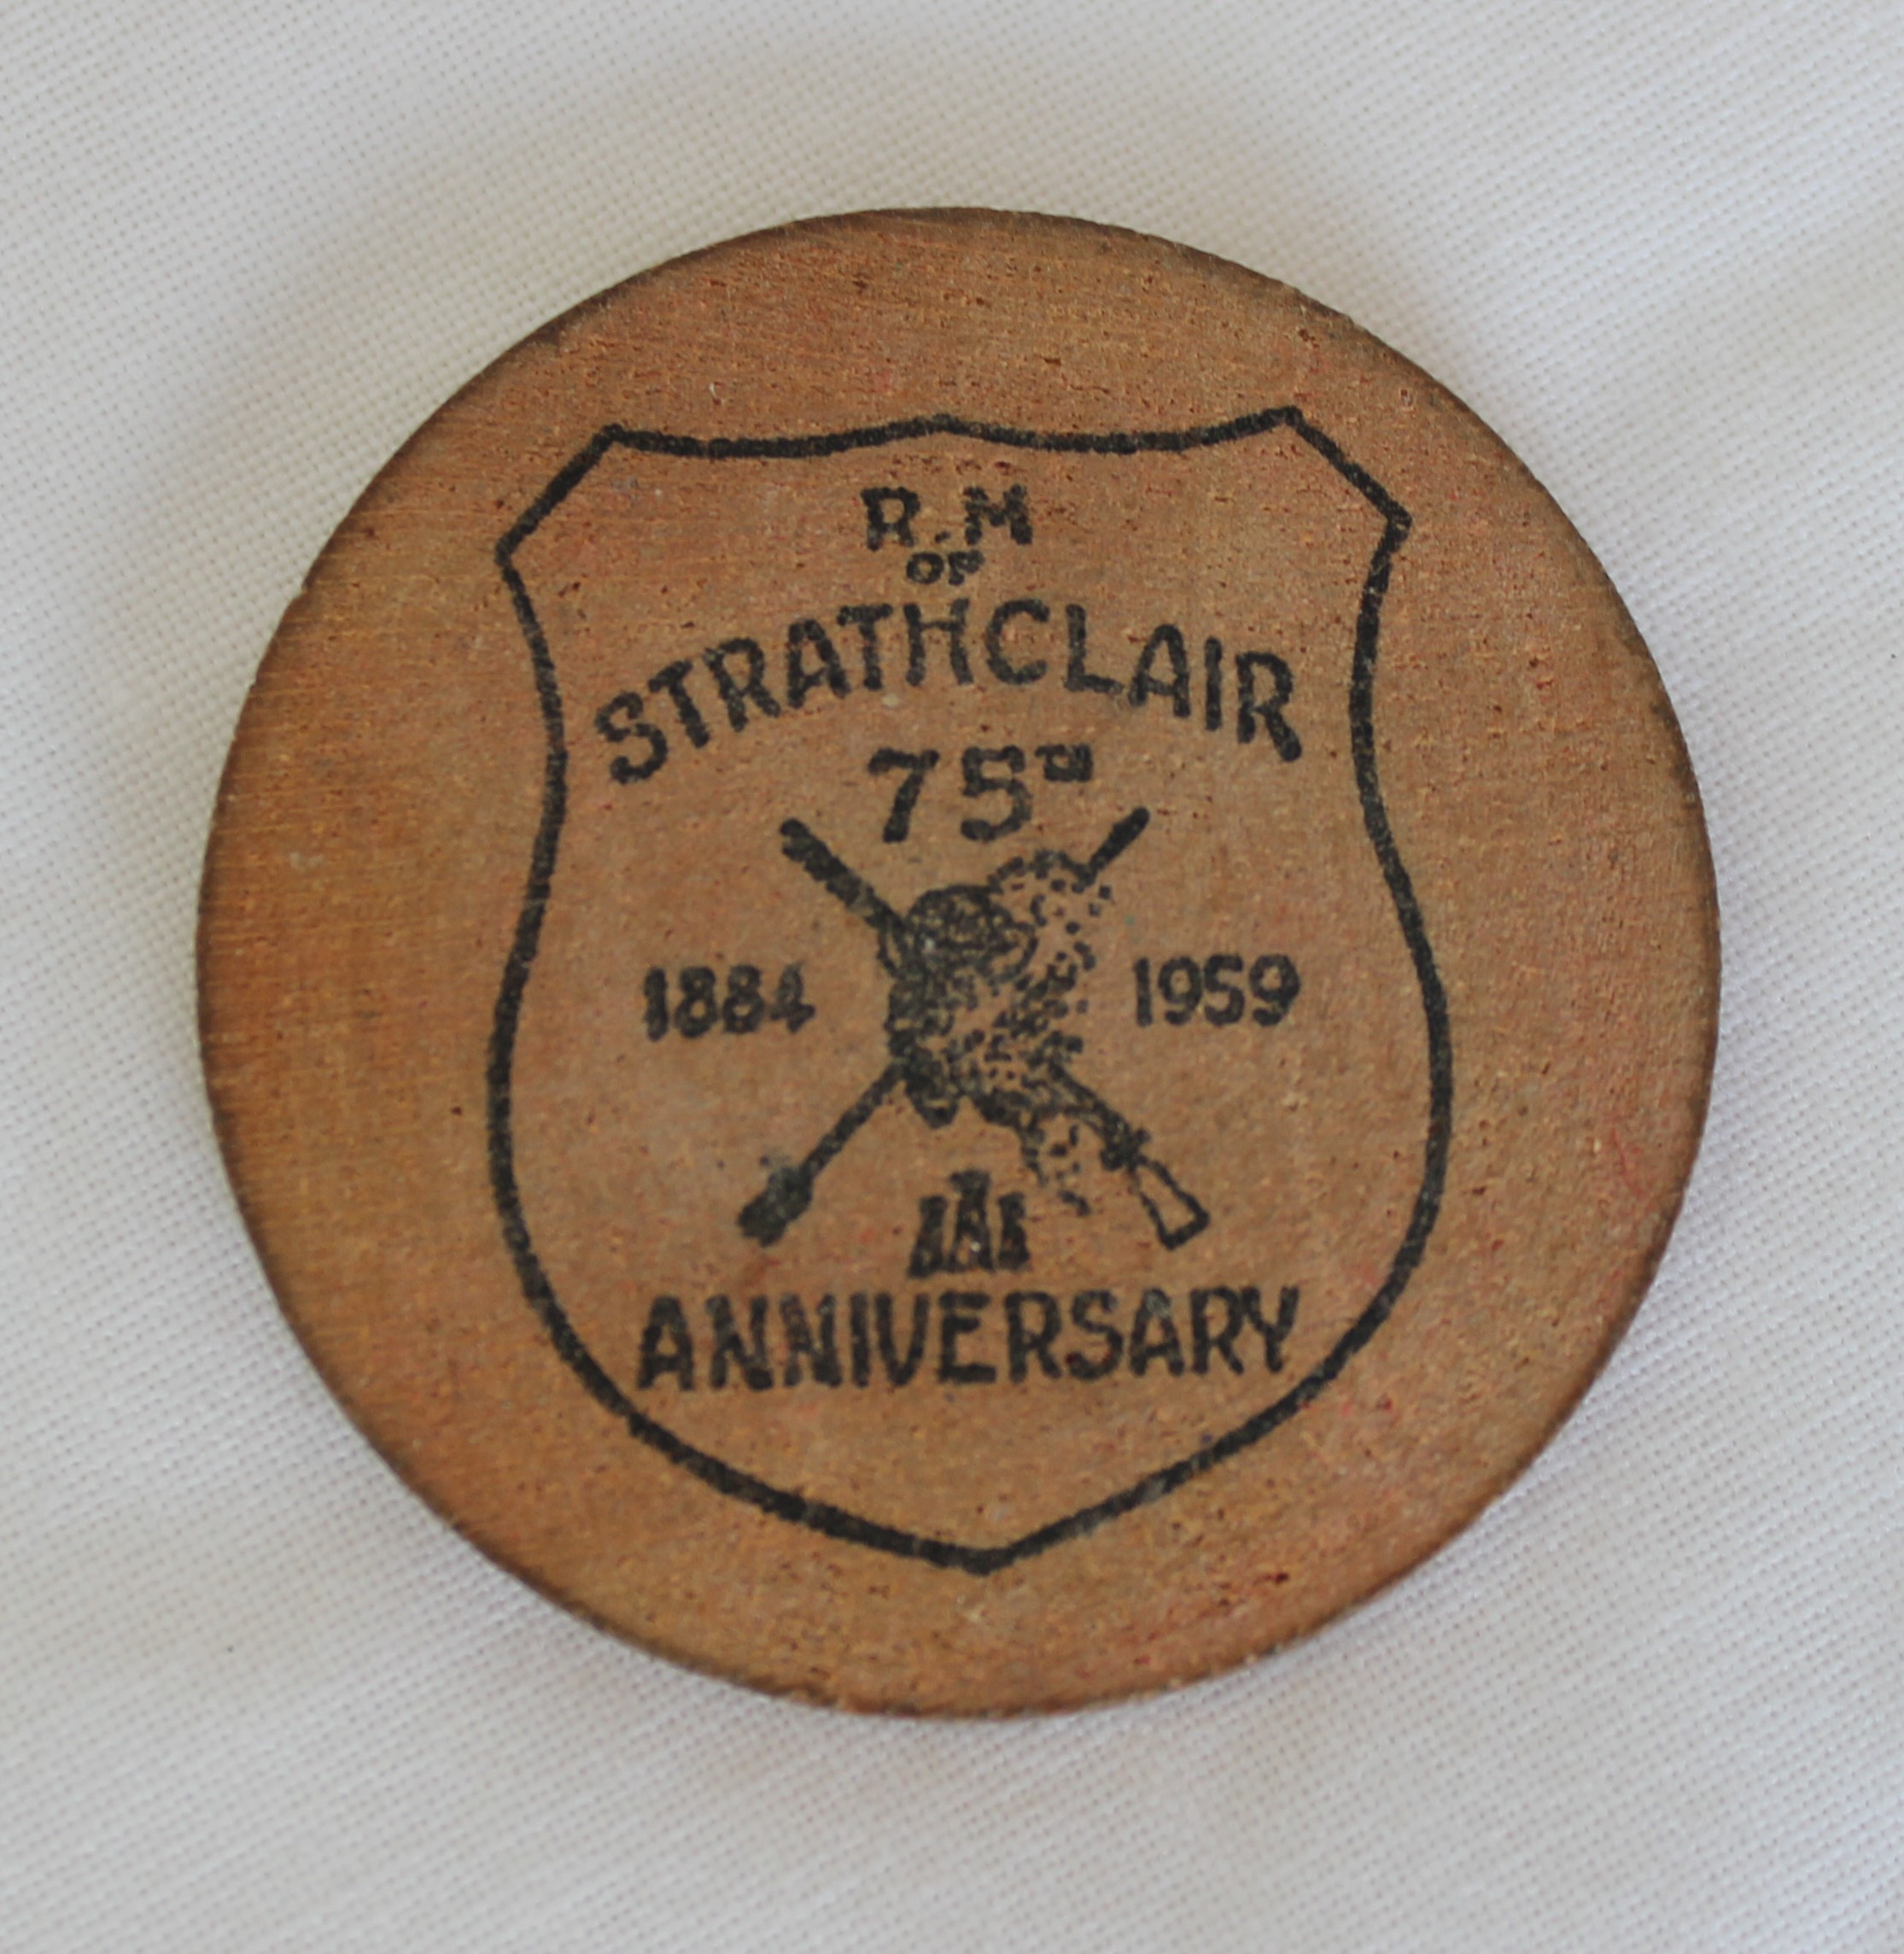 R.M
OF
STRATHCLAIR
75TH
1884 1959
ANNIVERSARY